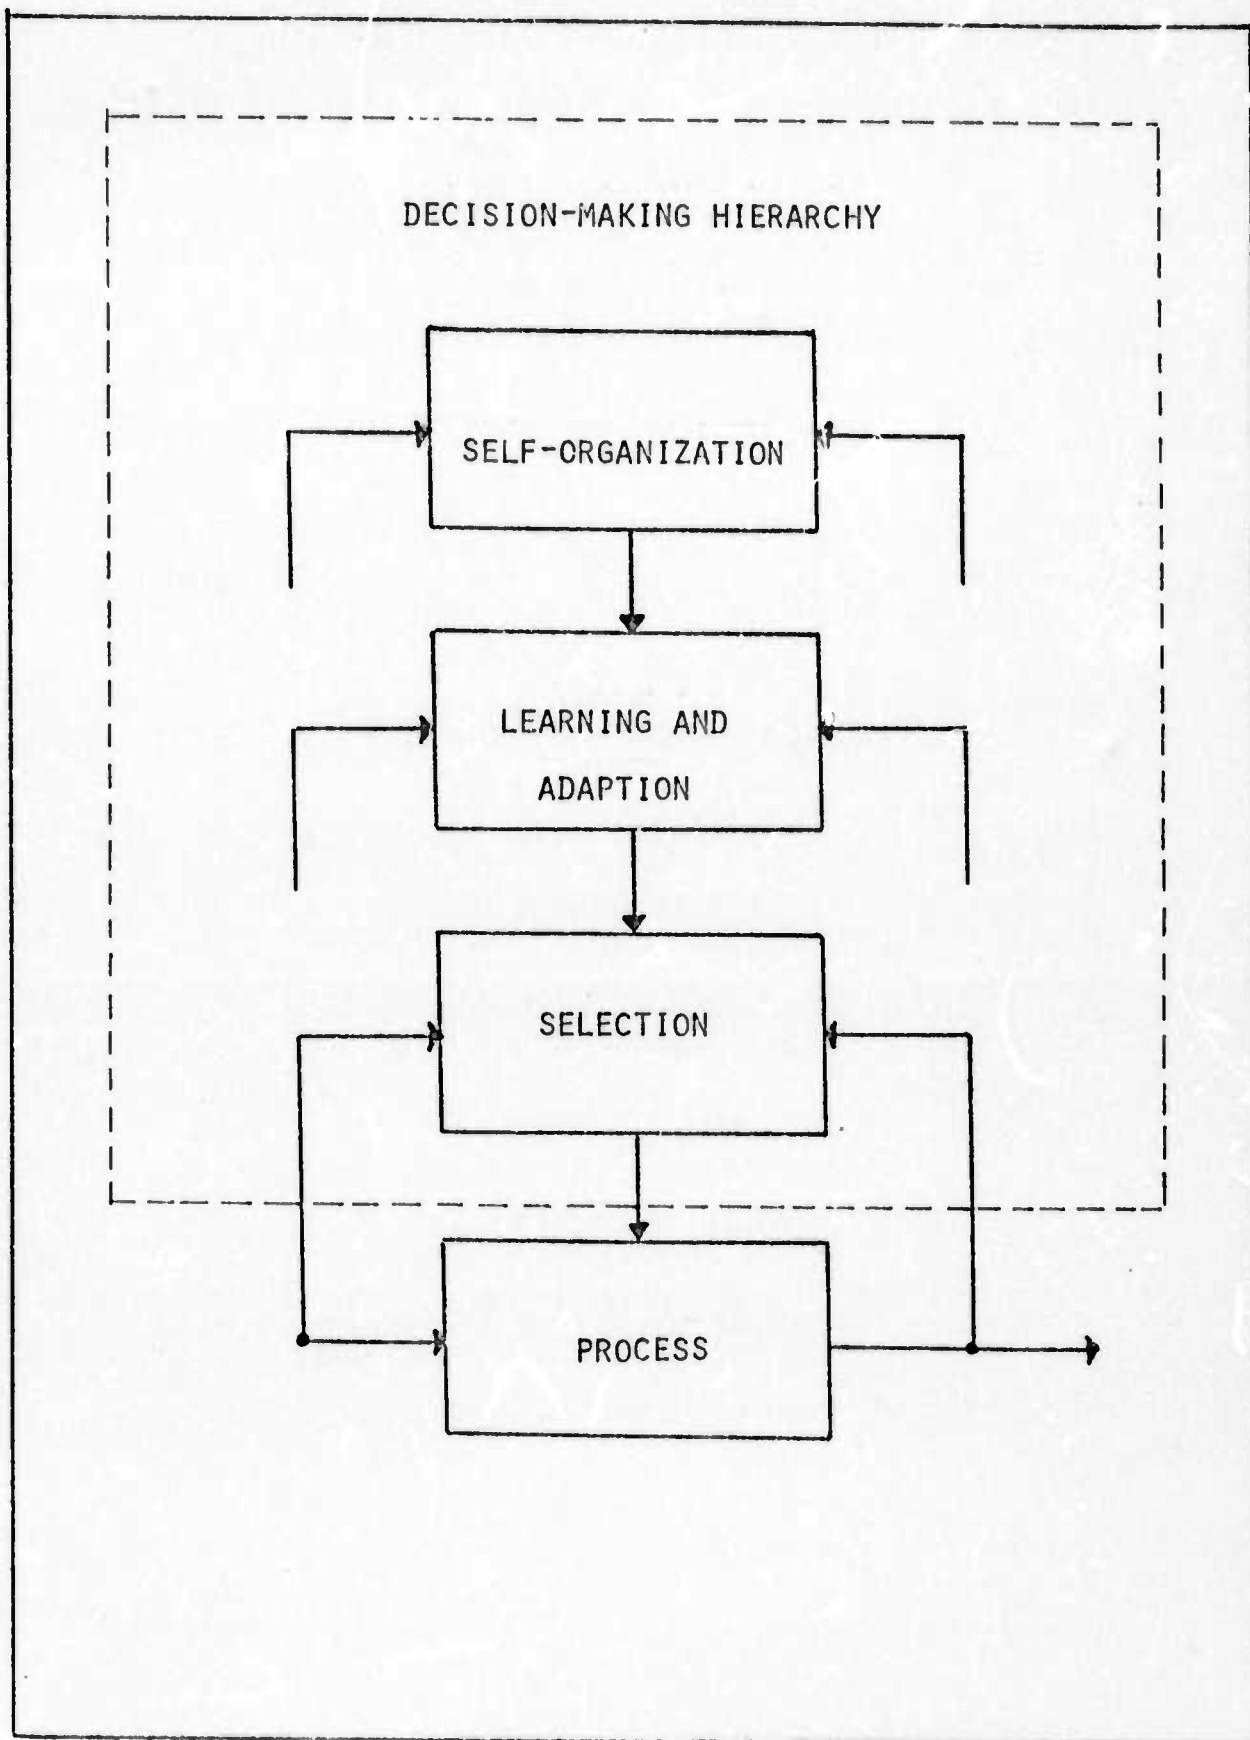 DECISION-MAKING HIERARCHY
SELF-ORGANIZATION
LEARNING AND
ADAPTION
SELECTION
PROCESS